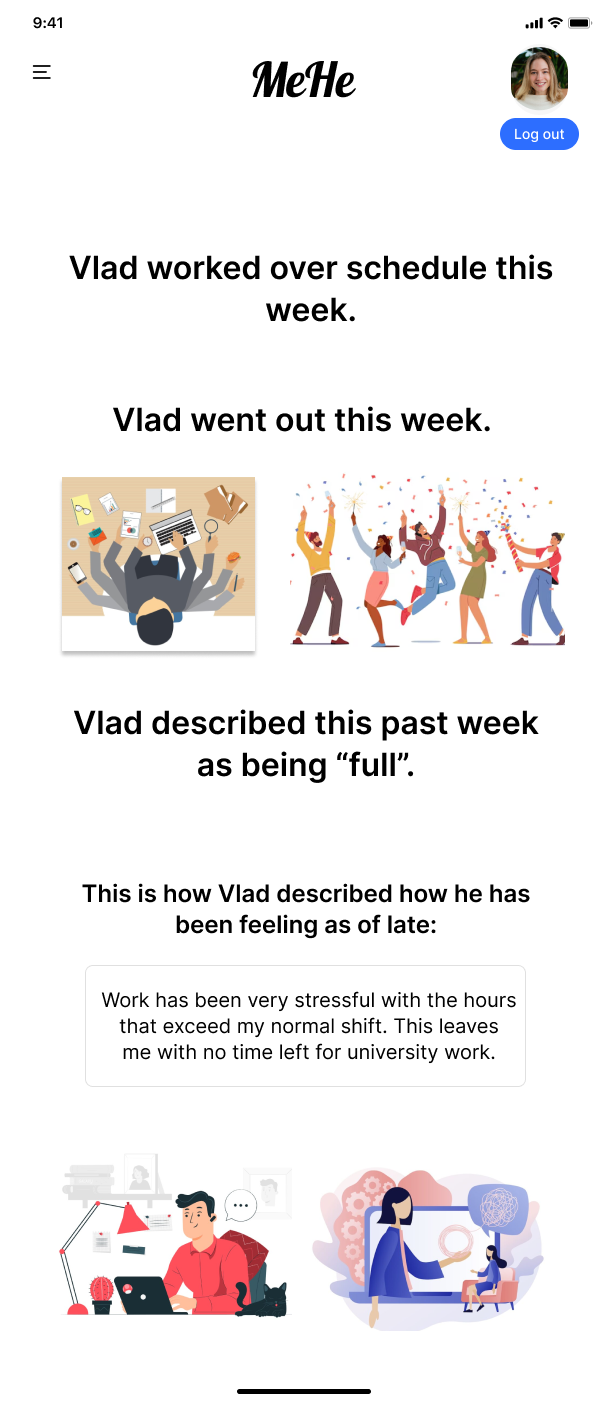 9:41
MeHe
Log out
Vlad worked over schedule this
week.
Vlad went out this week.
Vlad described this past week
as being “full”.
This is how Vlad described how he has
been feeling as of late:
Work has been very stressful with the hours
that exceed my normal shift. This leaves
me with no time left for university work.